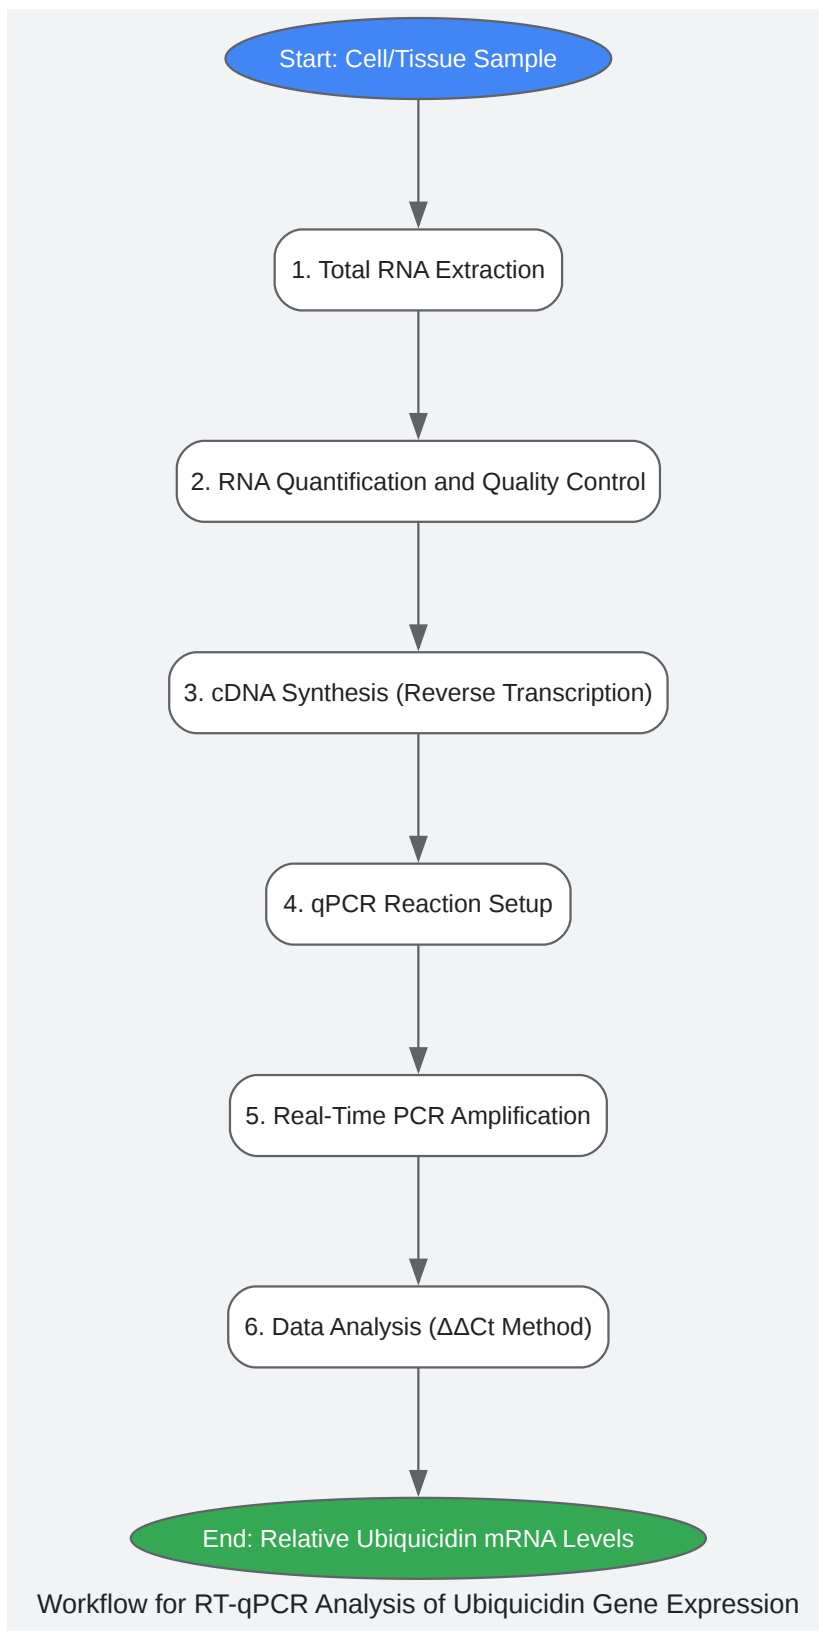 Start: Cell/Tissue Sample
1. Total RNA Extraction
2. RNA Quantification and Quality Control
3. cDNA Synthesis (Reverse Transcription)
4. qPCR Reaction Setup
5. Real-Time PCR Amplification
6. Data Analysis (ΔΔCt Method)
End: Relative Ubiquicidin mRNA Levels
Workflow for RT-qPCR Analysis of Ubiquicidin Gene Expression